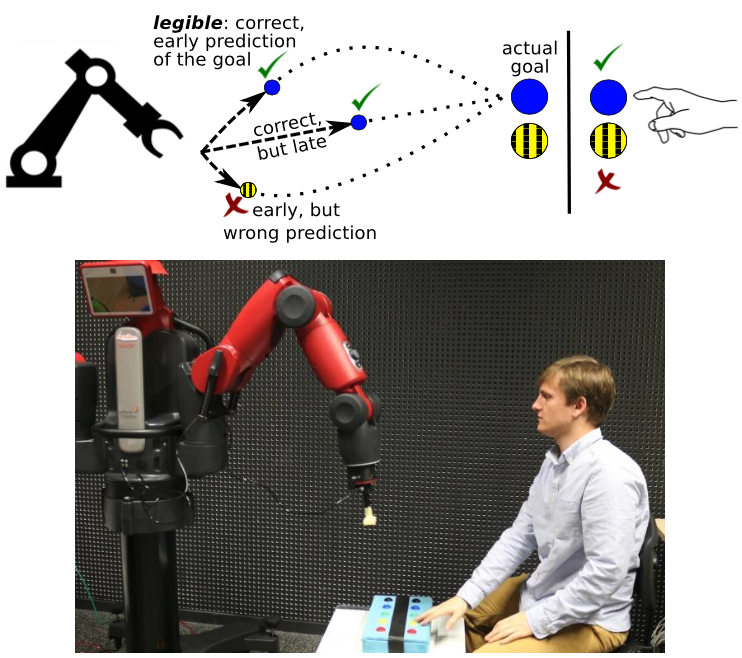 legible: correct,
early prediction
of the goal
correct,
but late
early, but
wrong prediction
actual
goal